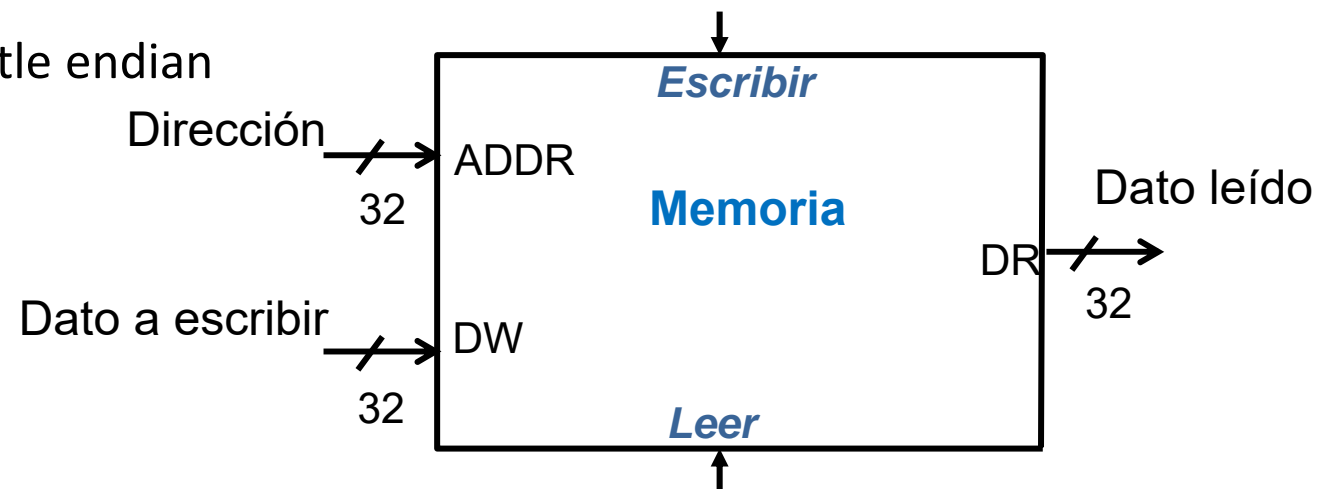 tle endian
Escribir
Dirección
ADDR
32
Memoria
Dato leído
DR
32
Dato a escribir
DW
32
Leer